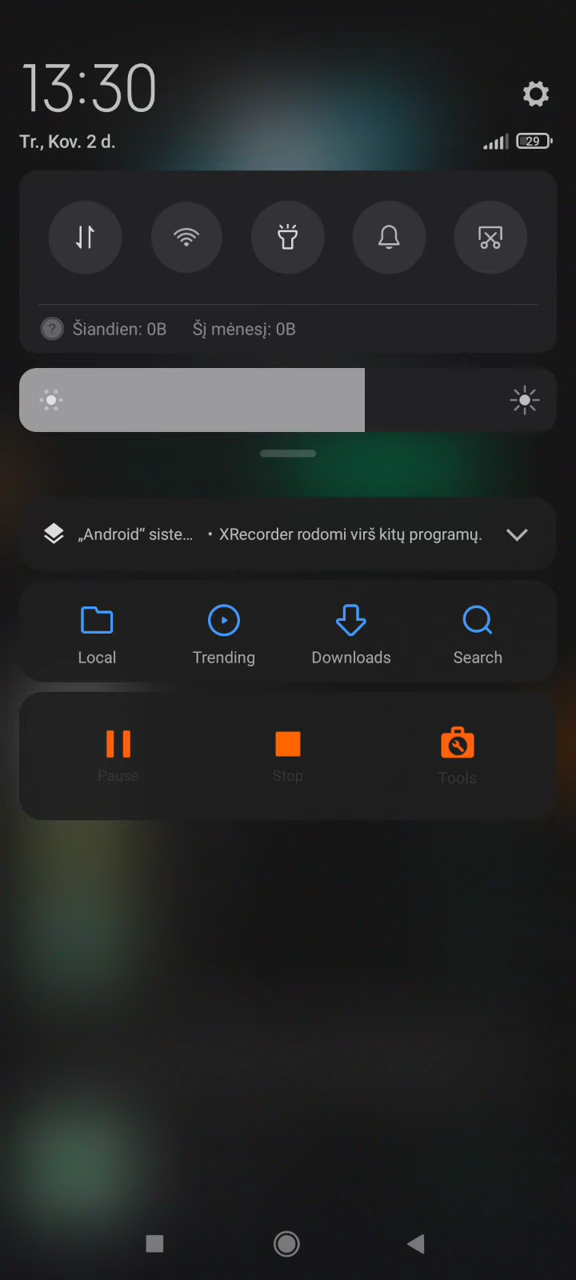 13:30
Tr., Kov. 2 d.
29
Šiandien: 0B Šį mėnesį: 0B
„Android“ siste... • XRecorder rodomi virš kitų programų.
Local Trending Downloads Search
Pause Stop Tools